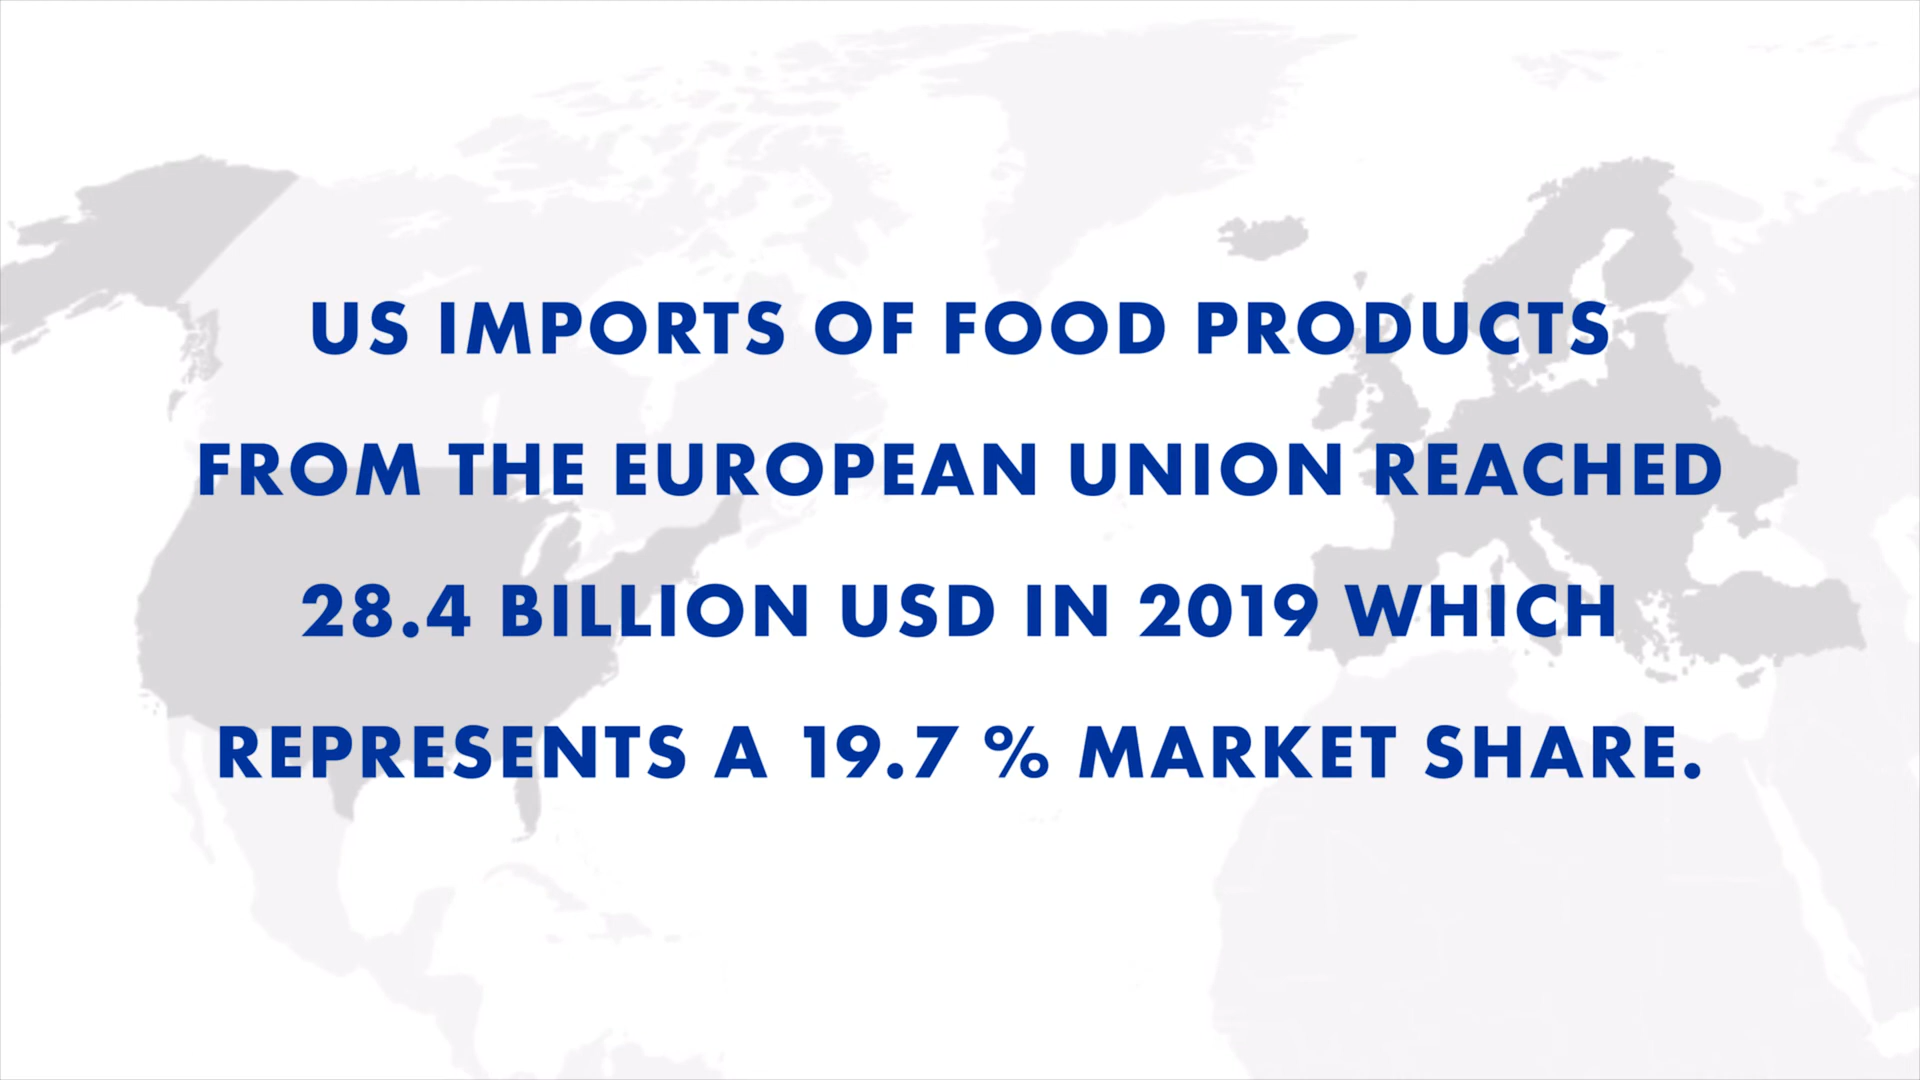 US IMPORTS OF FOOD PRODUCTS
FROM THE EUROPEAN UNION REACHED
28.4 BILLION USD IN 2019 WHICH
REPRESENTS A 19.7 % MARKET SHARE.